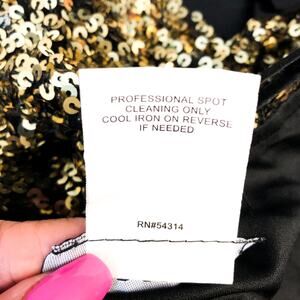 PROFESSIONAL SPOT
CLEANING ONLY
COOL IRON ON REVERSE
IF NEEDED
RN#54314